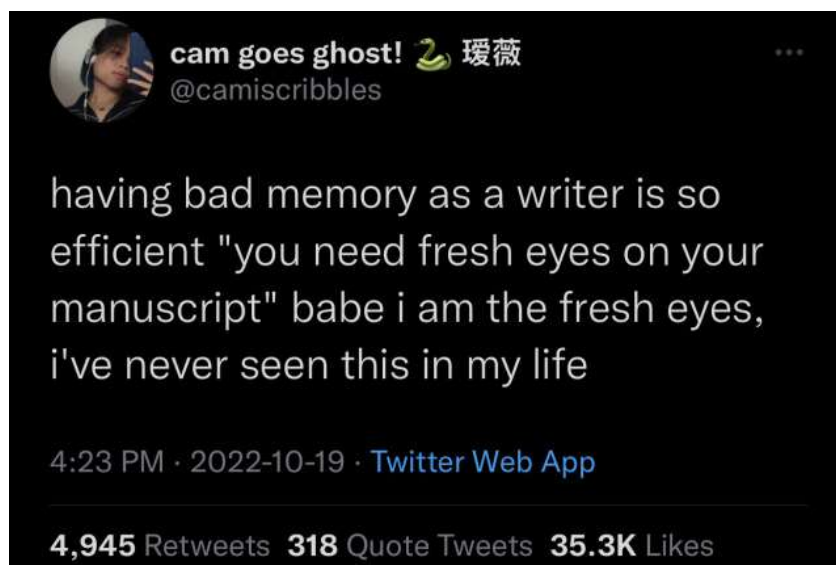 cam goes ghost! 🐍 瑷薇
@camiscribbles
having bad memory as a writer is so
efficient "you need fresh eyes on your
manuscript" babe i am the fresh eyes,
i've never seen this in my life
4:23 PM · 2022-10-19 · Twitter Web App
4,945 Retweets 318 Quote Tweets 35.3K Likes